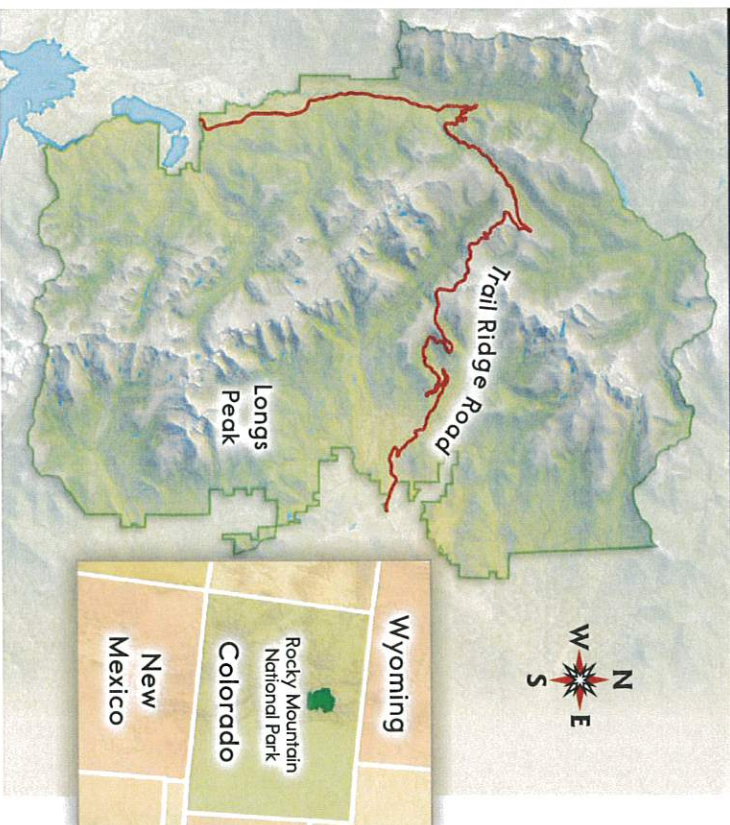 Trail Ridge Road
Longs
Peak
N
W
E
S
Wyoming
Rocky Mountain
National Park
Colorado
New
Mexico